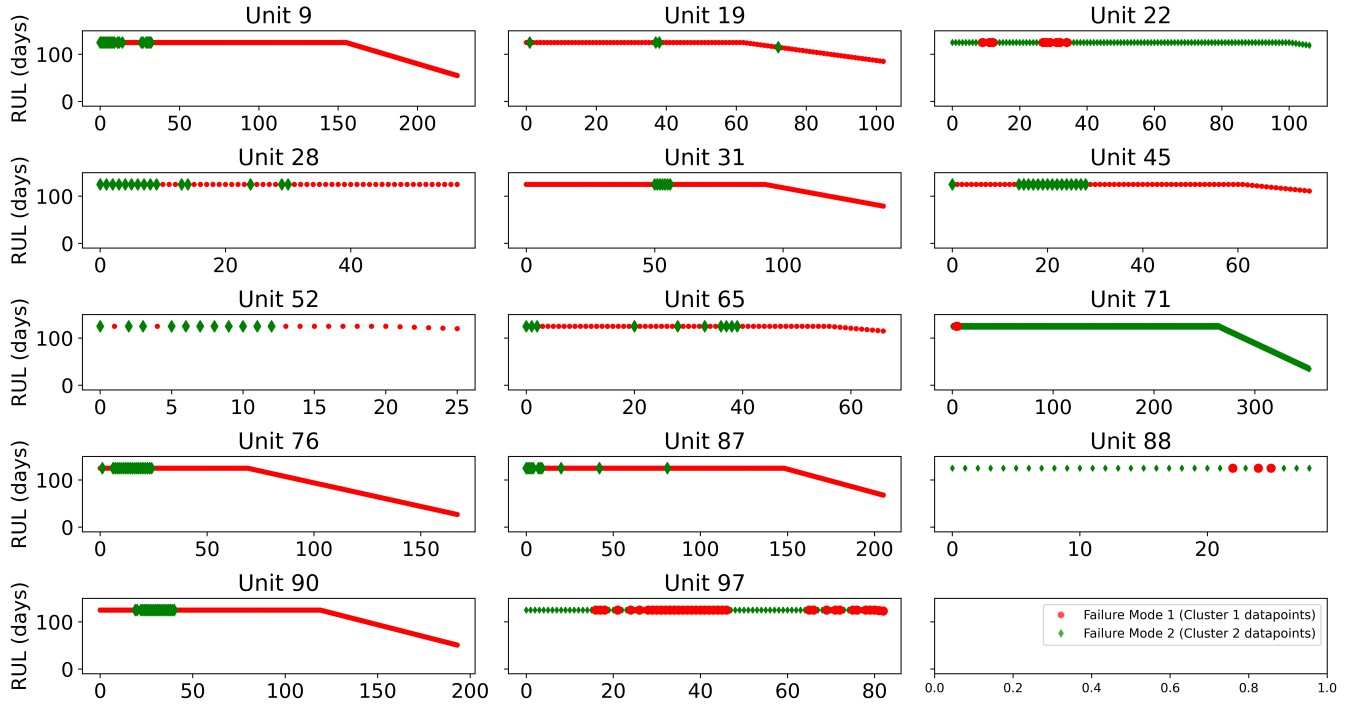 Unit 9 Unit 19 Unit 22
RUL (days)
100
0
0 50 100 150 200
0 20 40 60 80 100
0 20 40 60 80 100
Unit 28 Unit 31 Unit 45
RUL (days)
100
0
0 20 40
0 50 100
0 20 40 60
Unit 52 Unit 65 Unit 71
RUL (days)
100
0
0 5 10 15 20 25
0 20 40 60
0 100 200 300
Unit 76 Unit 87 Unit 88
RUL (days)
100
0
0 50 100 150
0 50 100 150 200
0 10 20
Unit 90 Unit 97
RUL (days)
100
0
0 50 100 150 200
0 20 40 60 80
Failure Mode 1 (Cluster 1 datapoints)
Failure Mode 2 (Cluster 2 datapoints)
0.0 0.2 0.4 0.6 0.8 1.0